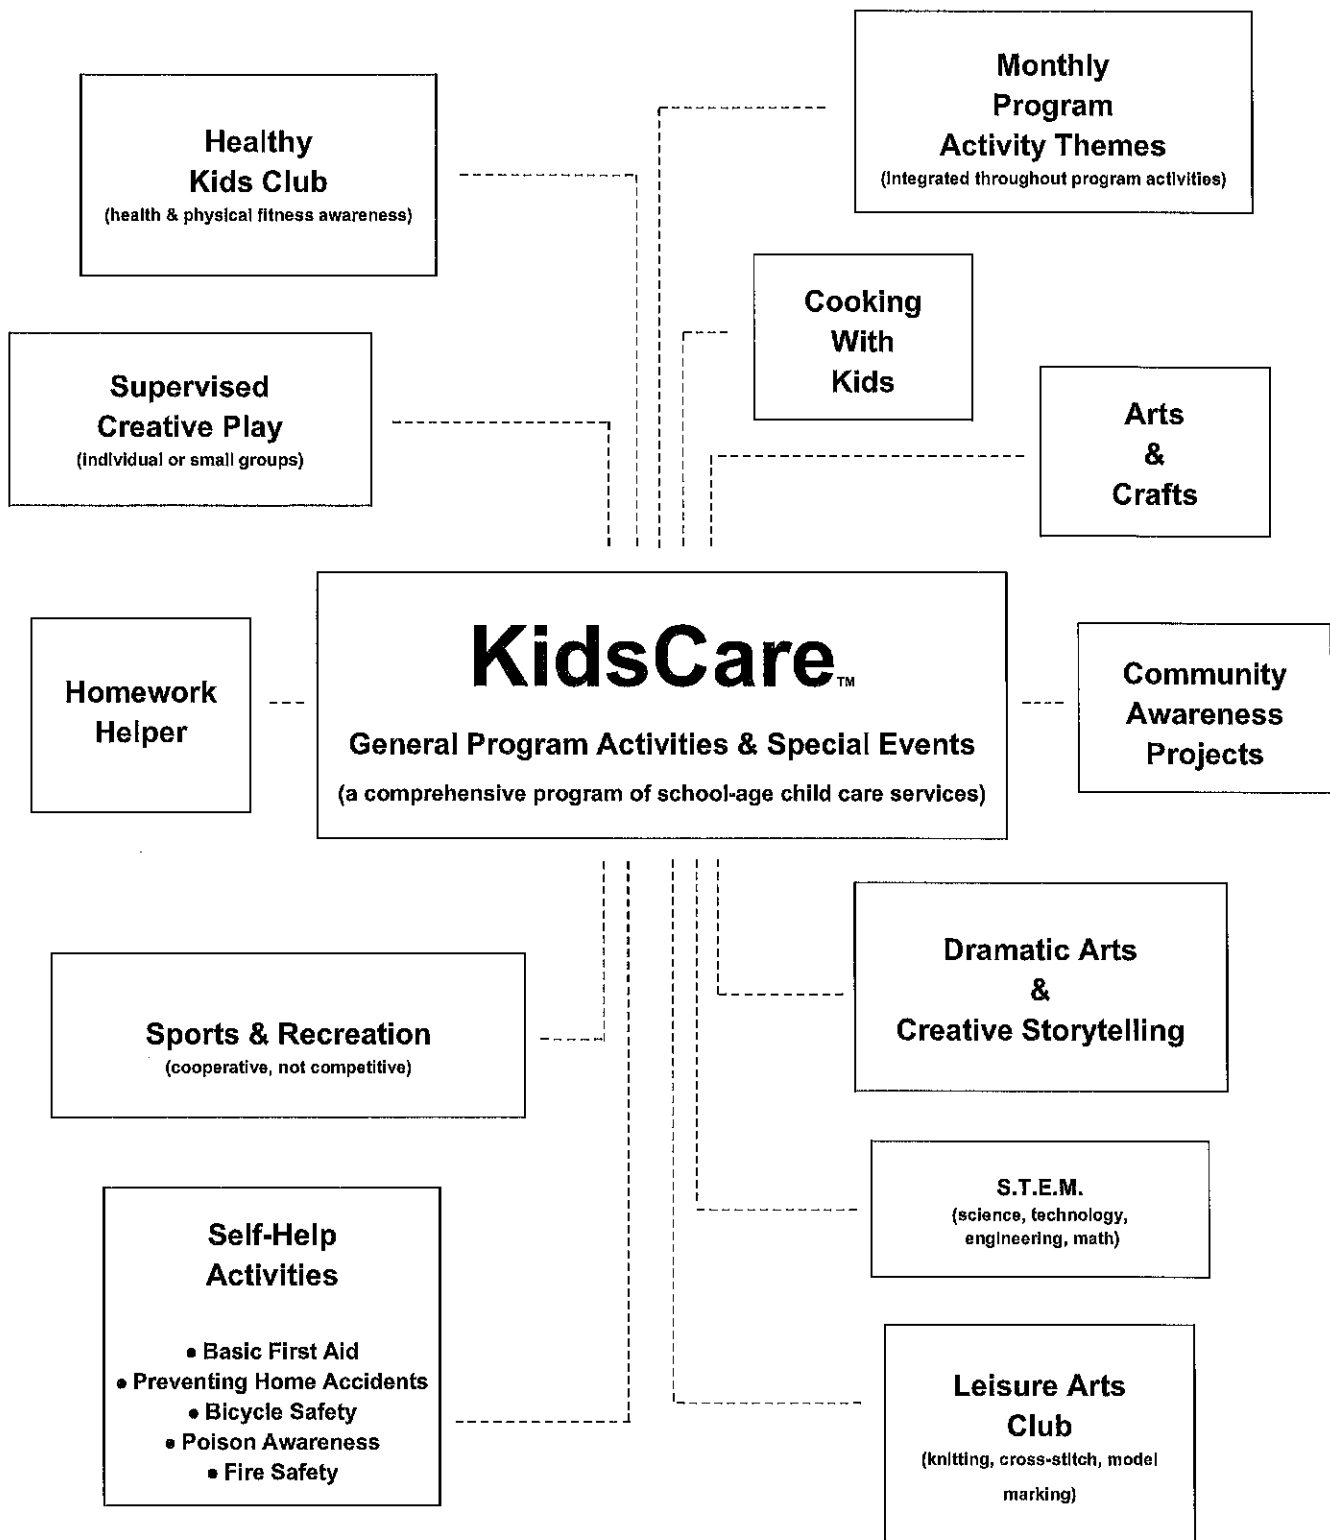 Monthly
Program
Activity Themes
(integrated throughout program activities)
Healthy
Kids Club
(health & physical fitness awareness)
Cooking
With
Kids
Supervised
Creative Play
(individual or small groups)
Arts
&
Crafts
KidsCare™
General Program Activities & Special Events
(a comprehensive program of school-age child care services)
Homework
Helper
Community
Awareness
Projects
Dramatic Arts
&
Creative Storytelling
Sports & Recreation
(cooperative, not competitive)
S.T.E.M.
(science, technology,
engineering, math)
Self-Help
Activities
• Basic First Aid
• Preventing Home Accidents
• Bicycle Safety
• Poison Awareness
• Fire Safety
Leisure Arts
Club
(knitting, cross-stitch, model
marking)